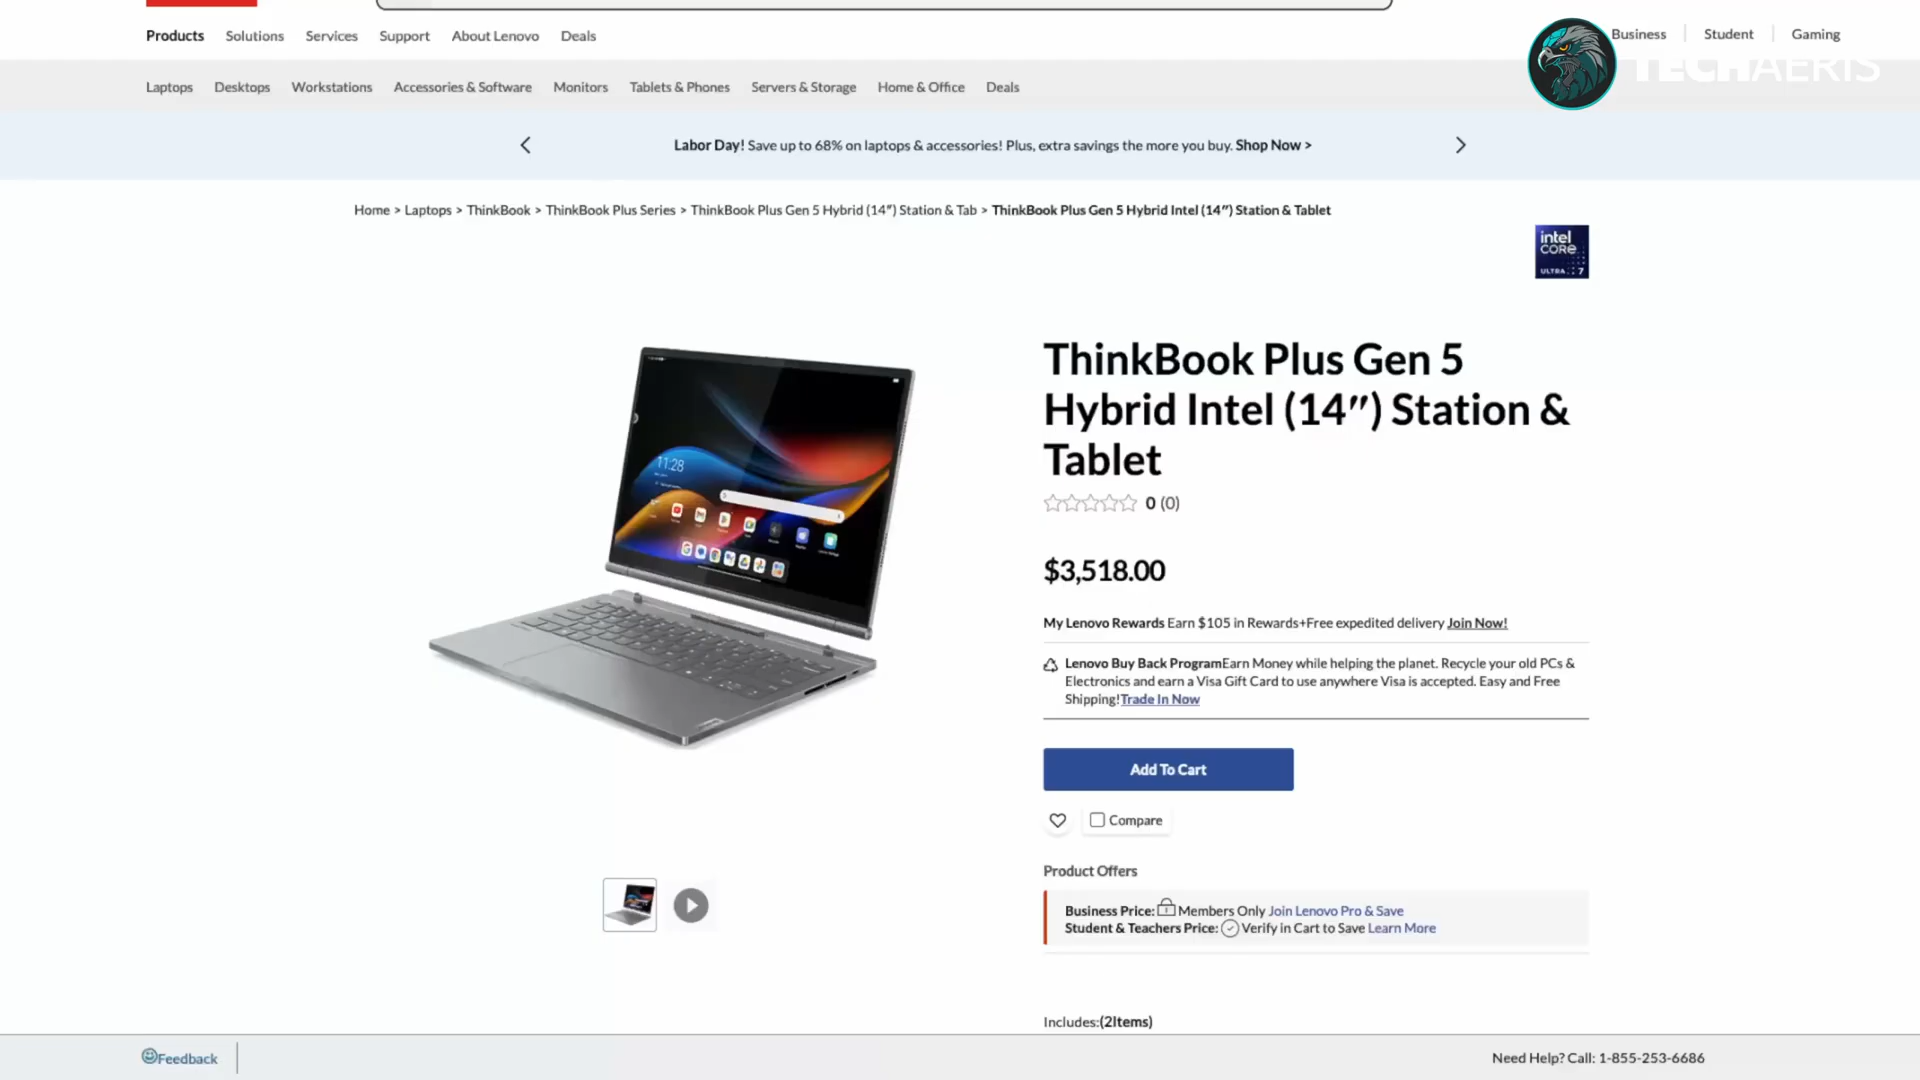 Products Solutions Services Support About Lenovo Deals
Business Student Gaming
TECHAERIS
Laptops Desktops Workstations Accessories & Software Monitors Tablets & Phones Servers & Storage Home & Office Deals
Labor Day! Save up to 68% on laptops & accessories! Plus, extra savings the more you buy. Shop Now >
Home > Laptops > ThinkBook > ThinkBook Plus Series > ThinkBook Plus Gen 5 Hybrid (14″) Station & Tab > ThinkBook Plus Gen 5 Hybrid Intel (14″) Station & Tablet
intel
CORE
ULTRA 7
11:28
ThinkBook Plus Gen 5
Hybrid Intel (14″) Station &
Tablet
0 (0)
$3,518.00
My Lenovo Rewards Earn $105 in Rewards+Free expedited delivery Join Now!
Lenovo Buy Back ProgramEarn Money while helping the planet. Recycle your old PCs &
Electronics and earn a Visa Gift Card to use anywhere Visa is accepted. Easy and Free
Shipping!Trade In Now
Add To Cart
Compare
Product Offers
Business Price: Members Only Join Lenovo Pro & Save
Student & Teachers Price: Verify in Cart to Save Learn More
Includes:(2Items)
Feedback
Need Help? Call: 1-855-253-6686